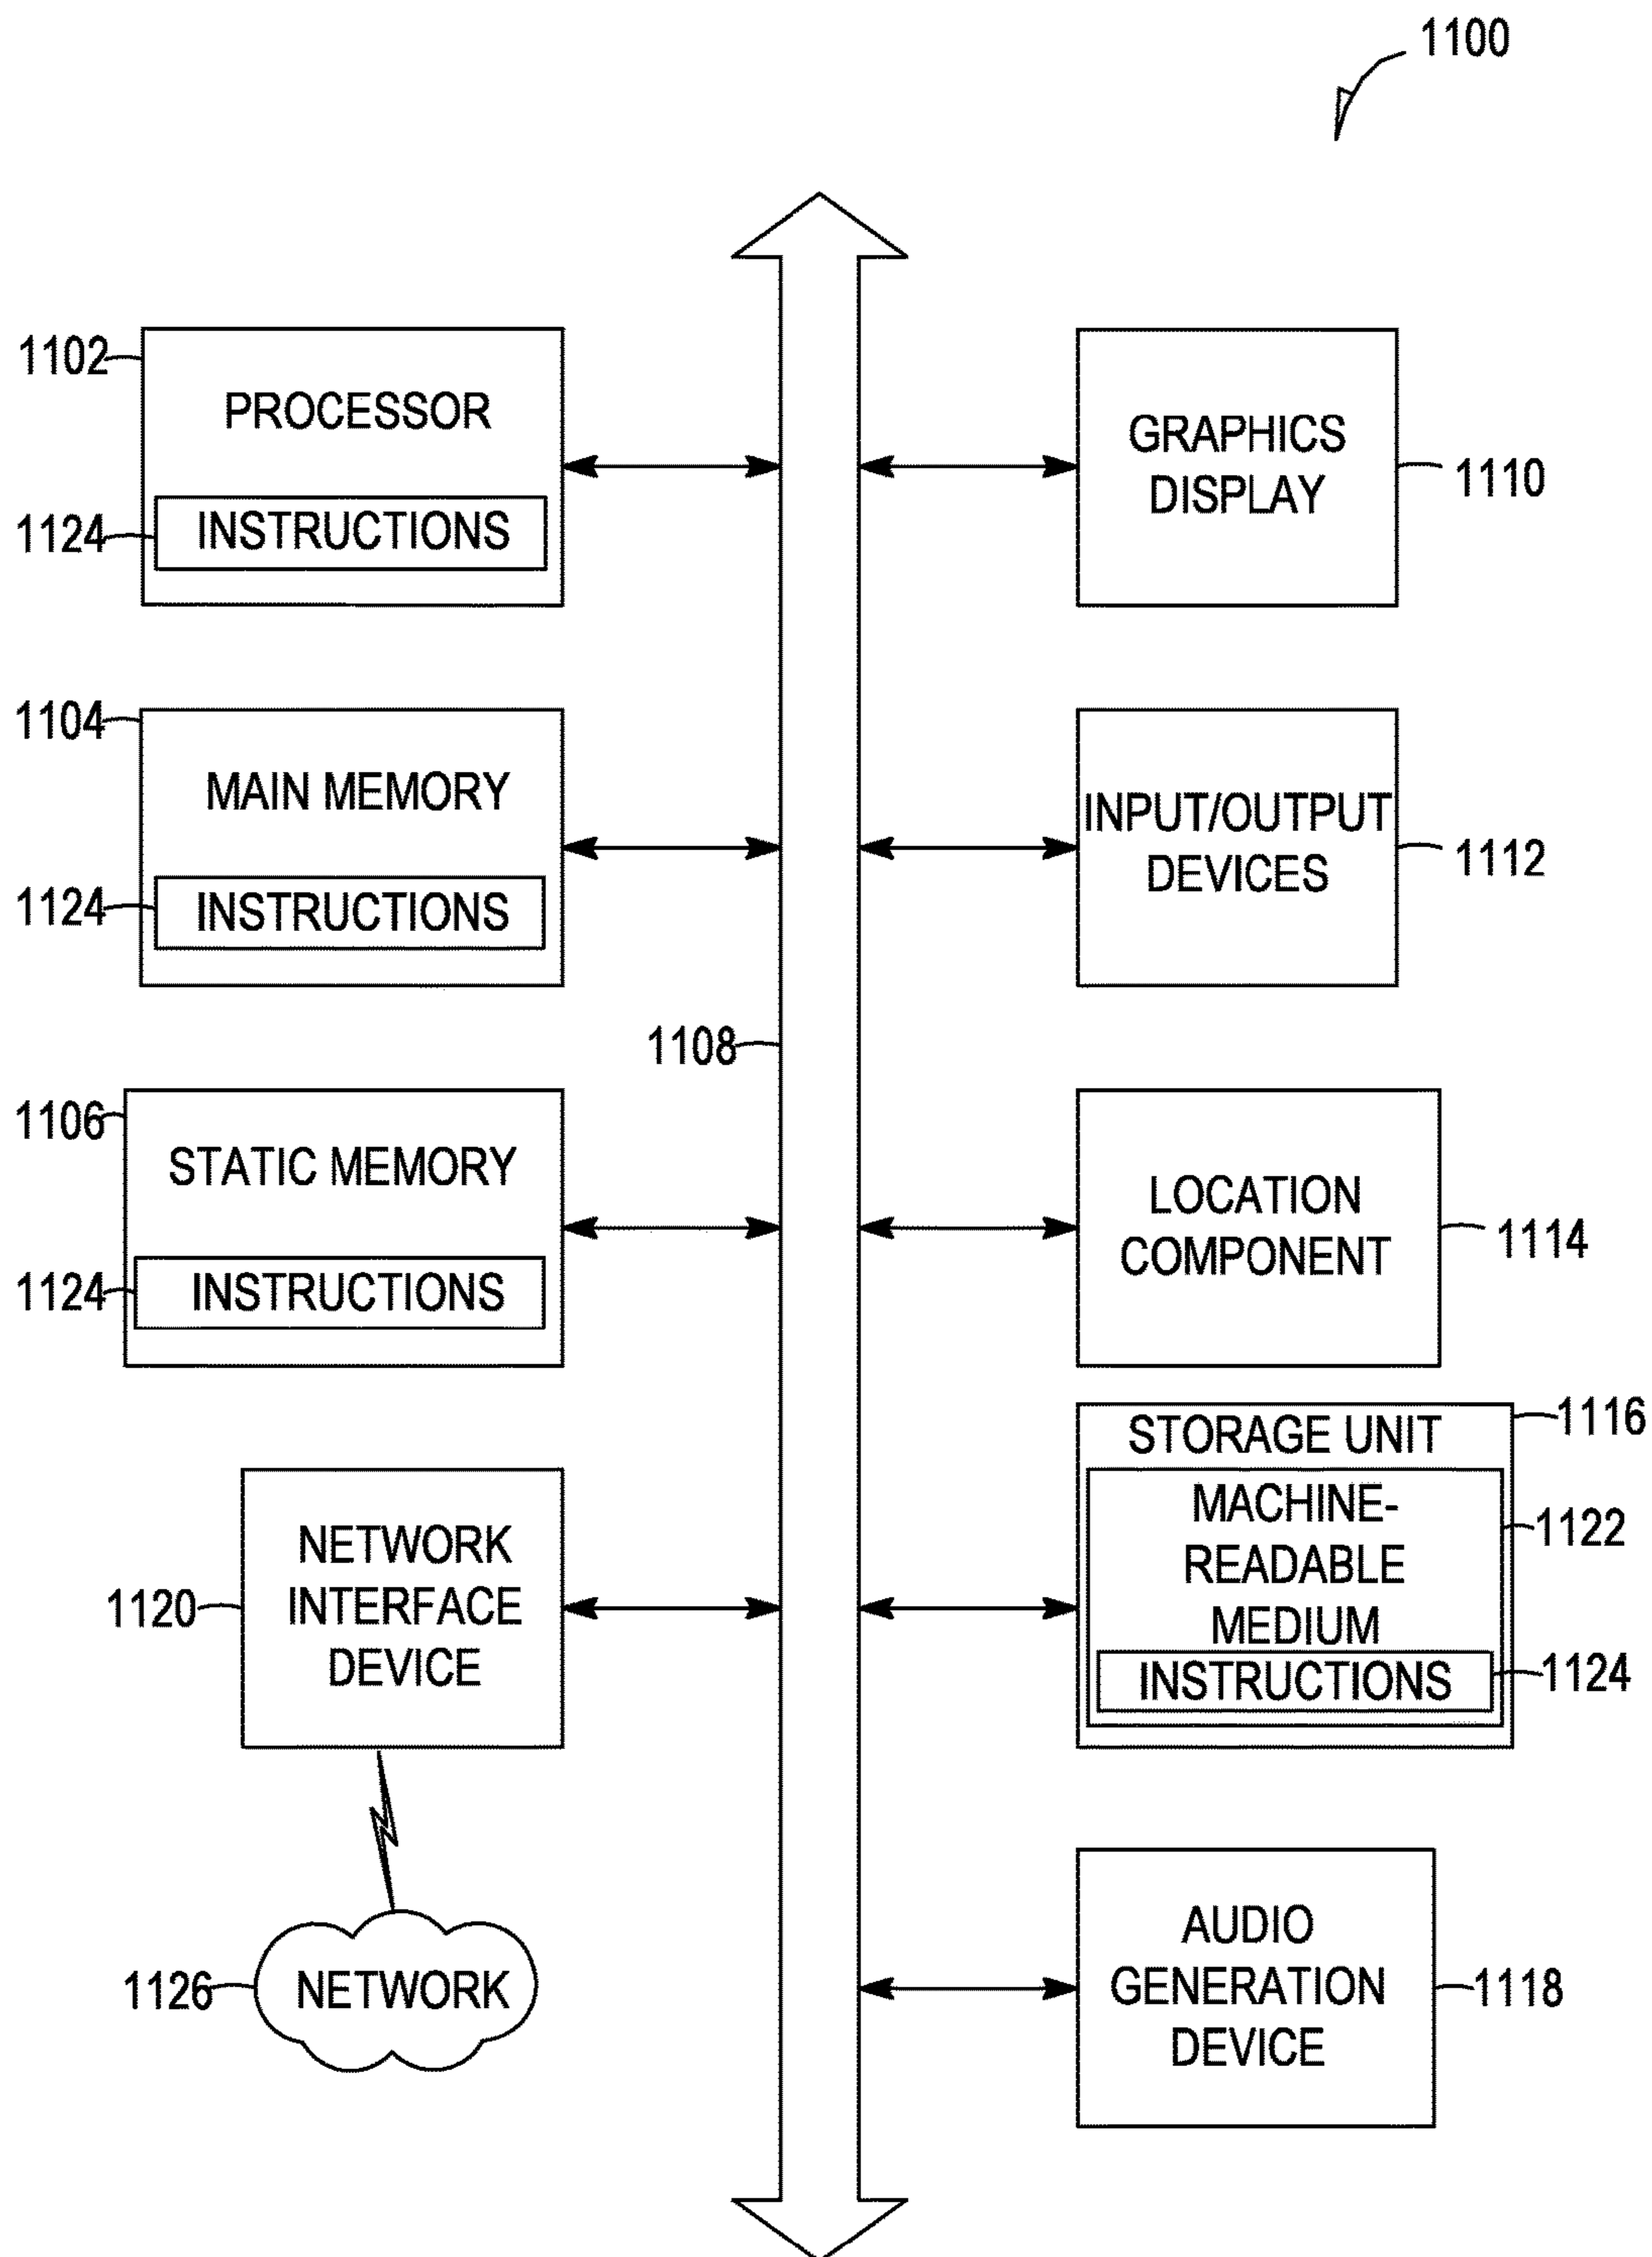 1100
1102
PROCESSOR
1124
INSTRUCTIONS
GRAPHICS
DISPLAY
1110
1104
MAIN MEMORY
1124
INSTRUCTIONS
INPUT/OUTPUT
DEVICES
1112
1108
1106
STATIC MEMORY
1124
INSTRUCTIONS
LOCATION
COMPONENT
1114
1120
NETWORK
INTERFACE
DEVICE
STORAGE UNIT
1116
MACHINE-
READABLE
MEDIUM
1122
INSTRUCTIONS
1124
1126
NETWORK
AUDIO
GENERATION
DEVICE
1118